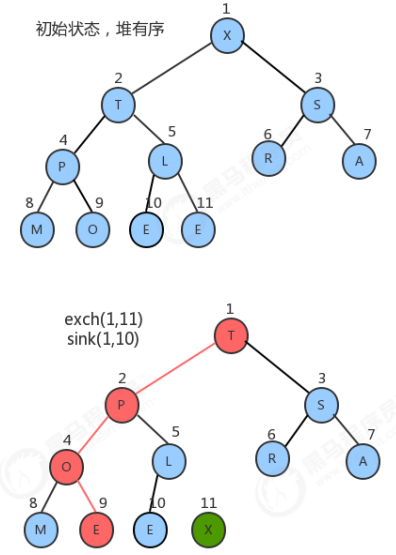 初始状态，堆有序
1
X
2
T
3
S
4
P
5
L
6
R
7
A
8
M
9
O
10
E
11
E
exch(1,11)
sink(1,10)
1
T
2
P
3
S
4
O
5
L
6
R
7
A
8
M
9
E
10
E
11
X